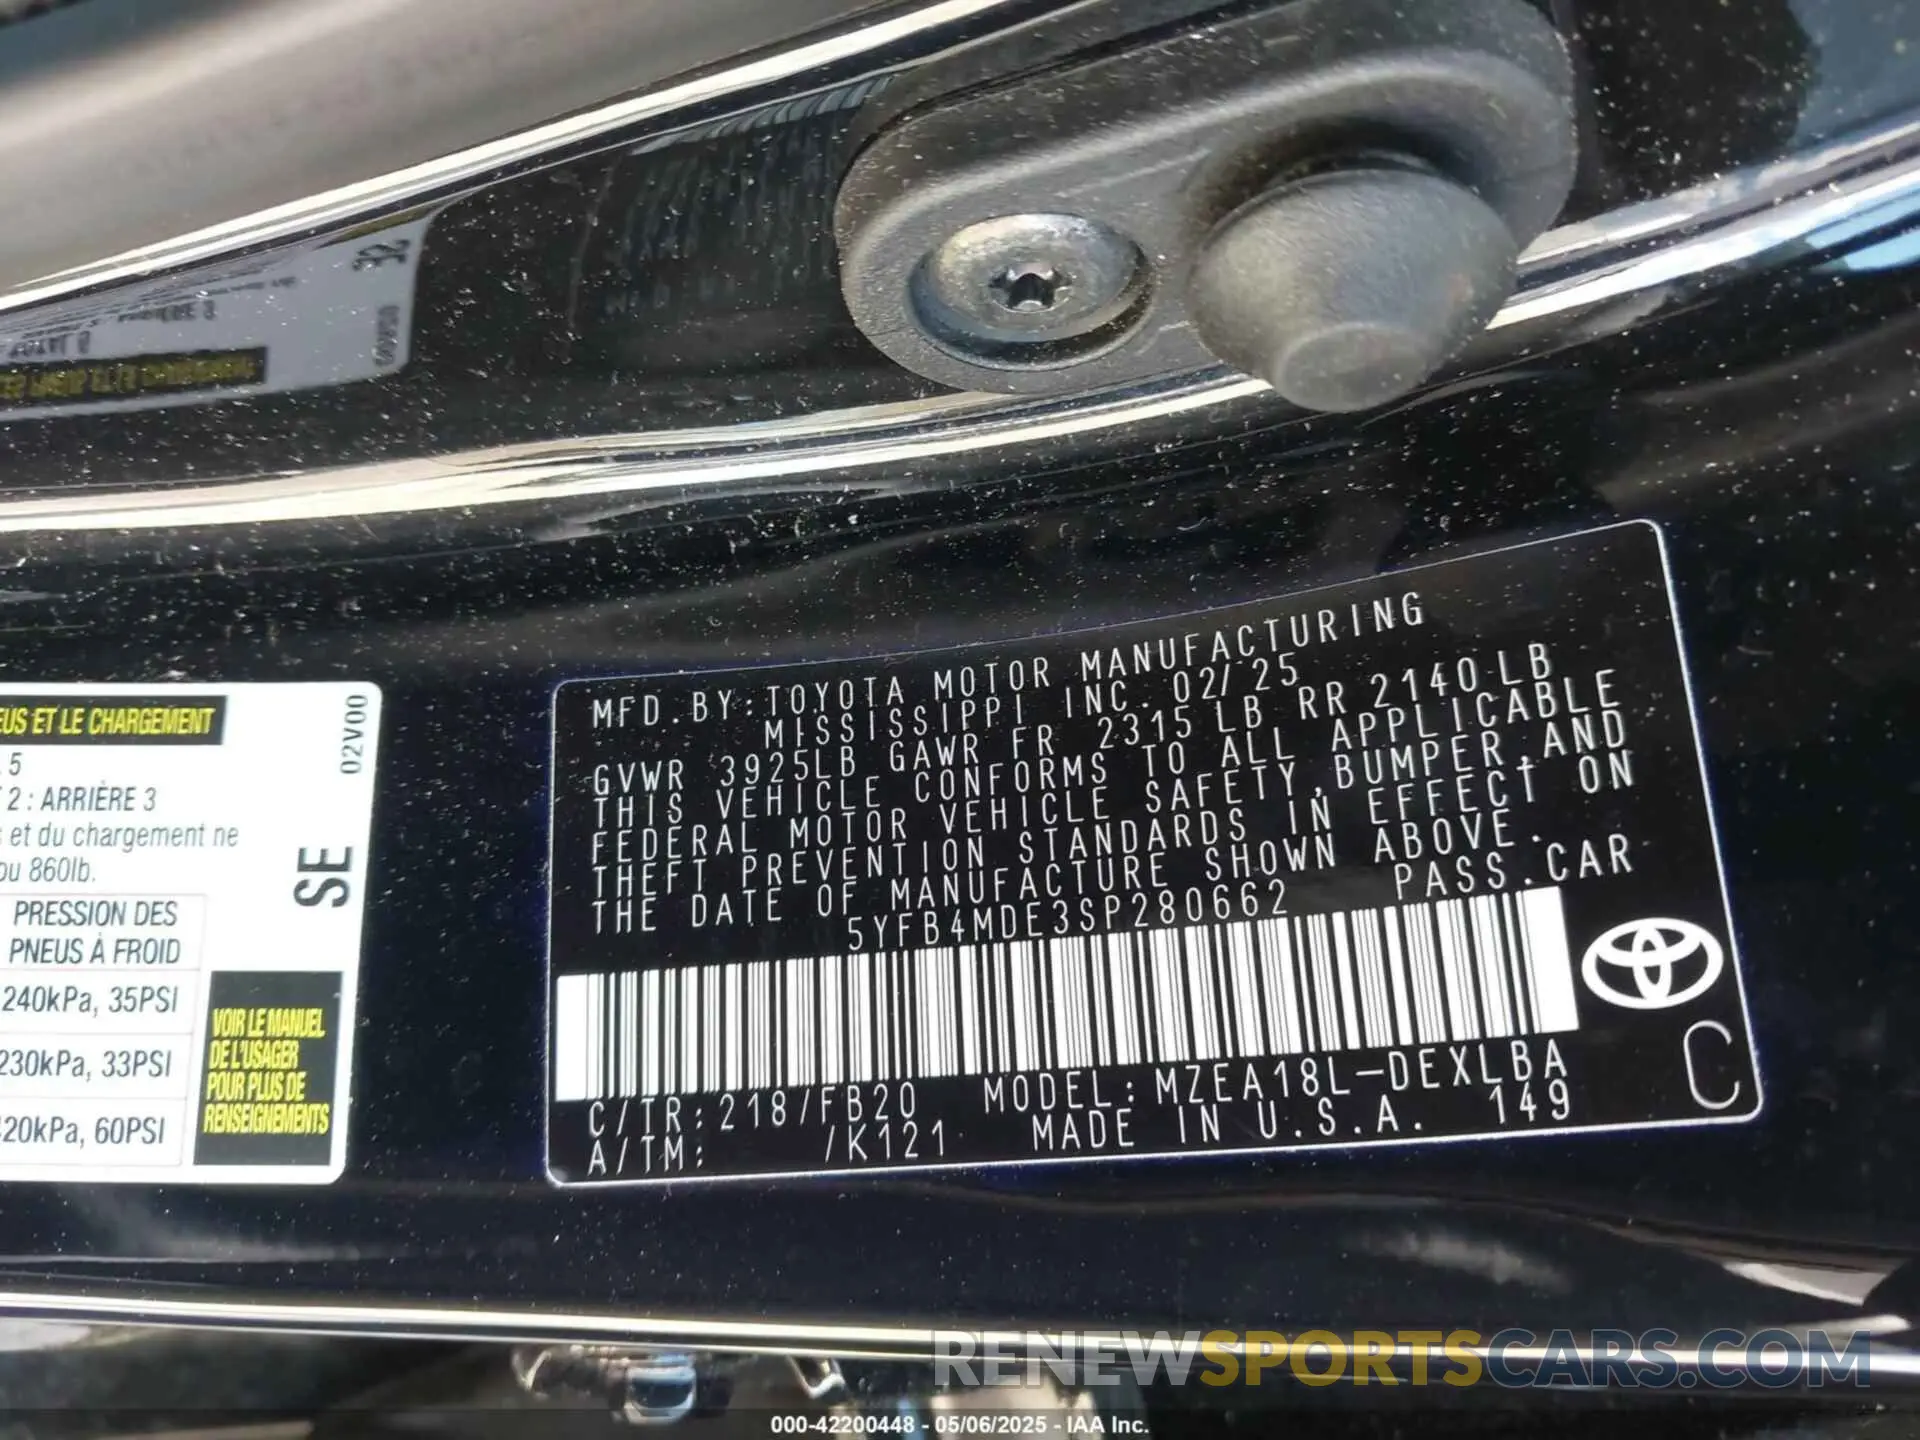 32
02V00
EUS ET LE CHARGEMENT
5
2 : ARRIÈRE 3
et du chargement ne
ou 860lb.
SE
PRESSION DES
PNEUS À FROID
240kPa, 35PSI
230kPa, 33PSI
420kPa, 60PSI
VOIR LE MANUEL
DE L'USAGER
POUR PLUS DE
RENSEIGNEMENTS
MFD. BY: TOYOTA MOTOR MANUFACTURING
MISSISSIPPI INC. 02/25
GVWR 3925LB GAWR FR 2315 LB RR 2140 LB
THIS VEHICLE CONFORMS TO ALL APPLICABLE
FEDERAL MOTOR VEHICLE SAFETY, BUMPER, AND
THEFT PREVENTION STANDARDS IN EFFECT ON
THE DATE OF MANUFACTURE SHOWN ABOVE.
5YFB4MDE3SP280662 PASS. CAR
C/TR: 218/FB20 MODEL: MZEA18L-DEXLBA
A/TM: /K121 MADE IN U.S.A. 149
C
RENEWSPORTSCARS.COM
000-42200448 - 05/06/2025 - IAA Inc.